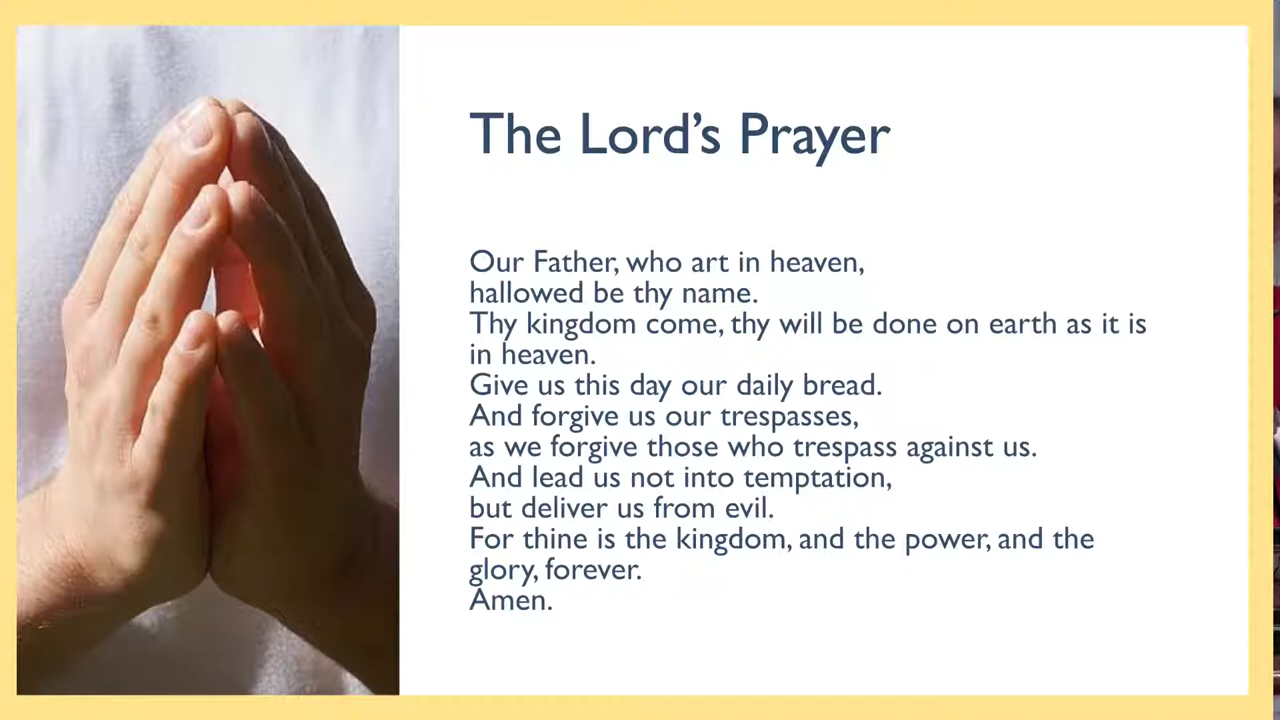 The Lord’s Prayer
Our Father, who art in heaven,
hallowed be thy name.
Thy kingdom come, thy will be done on earth as it is
in heaven.
Give us this day our daily bread.
And forgive us our trespasses,
as we forgive those who trespass against us.
And lead us not into temptation,
but deliver us from evil.
For thine is the kingdom, and the power, and the
glory, forever.
Amen.